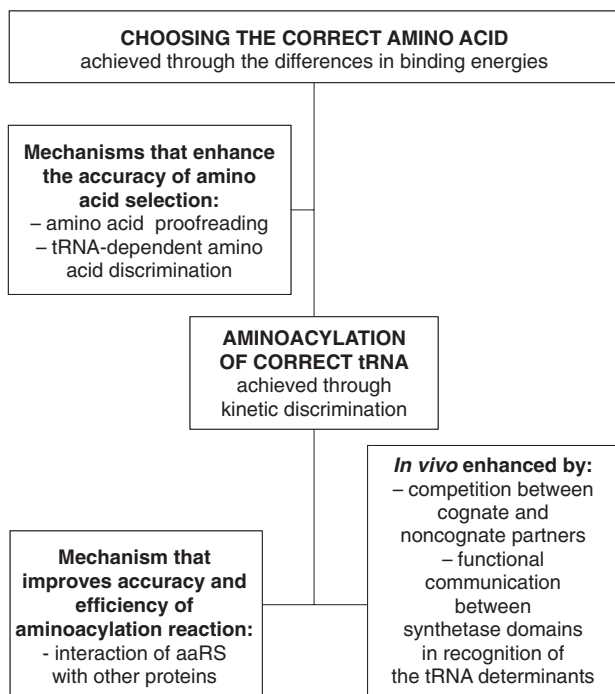 CHOOSING THE CORRECT AMINO ACID
achieved through the differences in binding energies
Mechanisms that enhance
the accuracy of amino
acid selection:
– amino acid proofreading
– tRNA-dependent amino
acid discrimination
AMINOACYLATION
OF CORRECT tRNA
achieved through
kinetic discrimination
In vivo enhanced by:
– competition between
cognate and
noncognate partners
– functional
communication
between
synthetase domains
in recognition of
the tRNA determinants
Mechanism that
improves accuracy and
efficiency of
aminoacylation reaction:
- interaction of aaRS
with other proteins